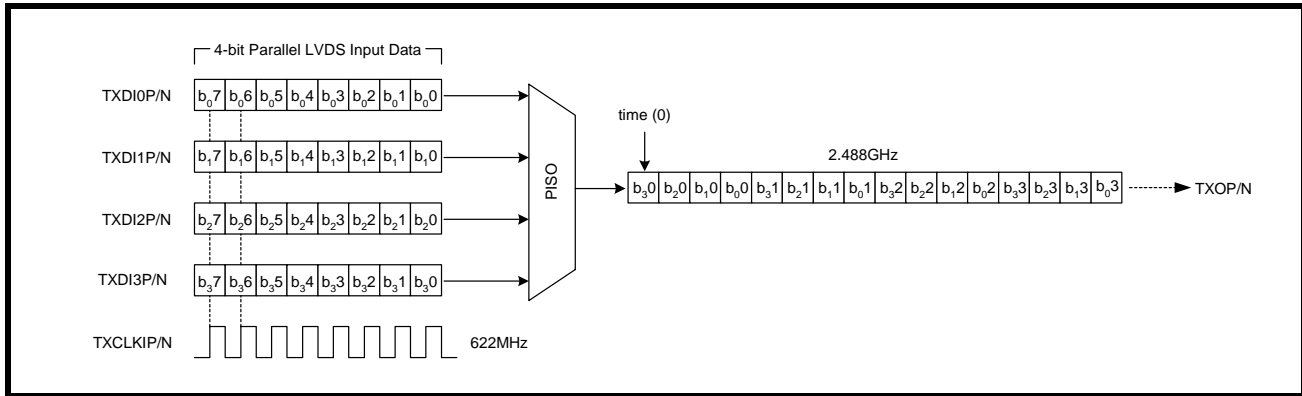 4-bit Parallel LVDS Input Data
TXDI0P/N b₀7 b₀6 b₀5 b₀4 b₀3 b₀2 b₀1 b₀0
time (0)
TXDI1P/N b₁7 b₁6 b₁5 b₁4 b₁3 b₁2 b₁1 b₁0
2.488GHz
PISO
b₃0 b₂0 b₁0 b₀0 b₃1 b₂1 b₁1 b₀1 b₃2 b₂2 b₁2 b₀2 b₃3 b₂3 b₁3 b₀3 TXOP/N
TXDI2P/N b₂7 b₂6 b₂5 b₂4 b₂3 b₂2 b₂1 b₂0
TXDI3P/N b₃7 b₃6 b₃5 b₃4 b₃3 b₃2 b₃1 b₃0
TXCLKIP/N 622MHz